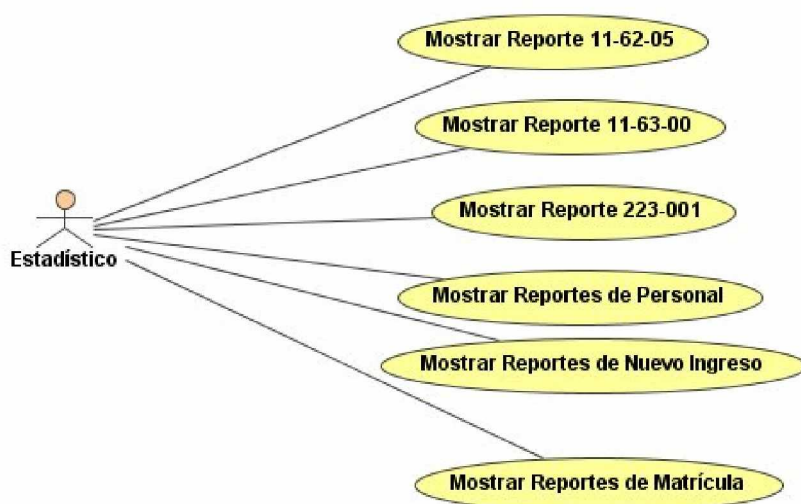 Mostrar Reporte 11-62-05
Mostrar Reporte 11-63-00
Mostrar Reporte 223-001
Estadístico
Mostrar Reportes de Personal
Mostrar Reportes de Nuevo Ingreso
Mostrar Reportes de Matrícula